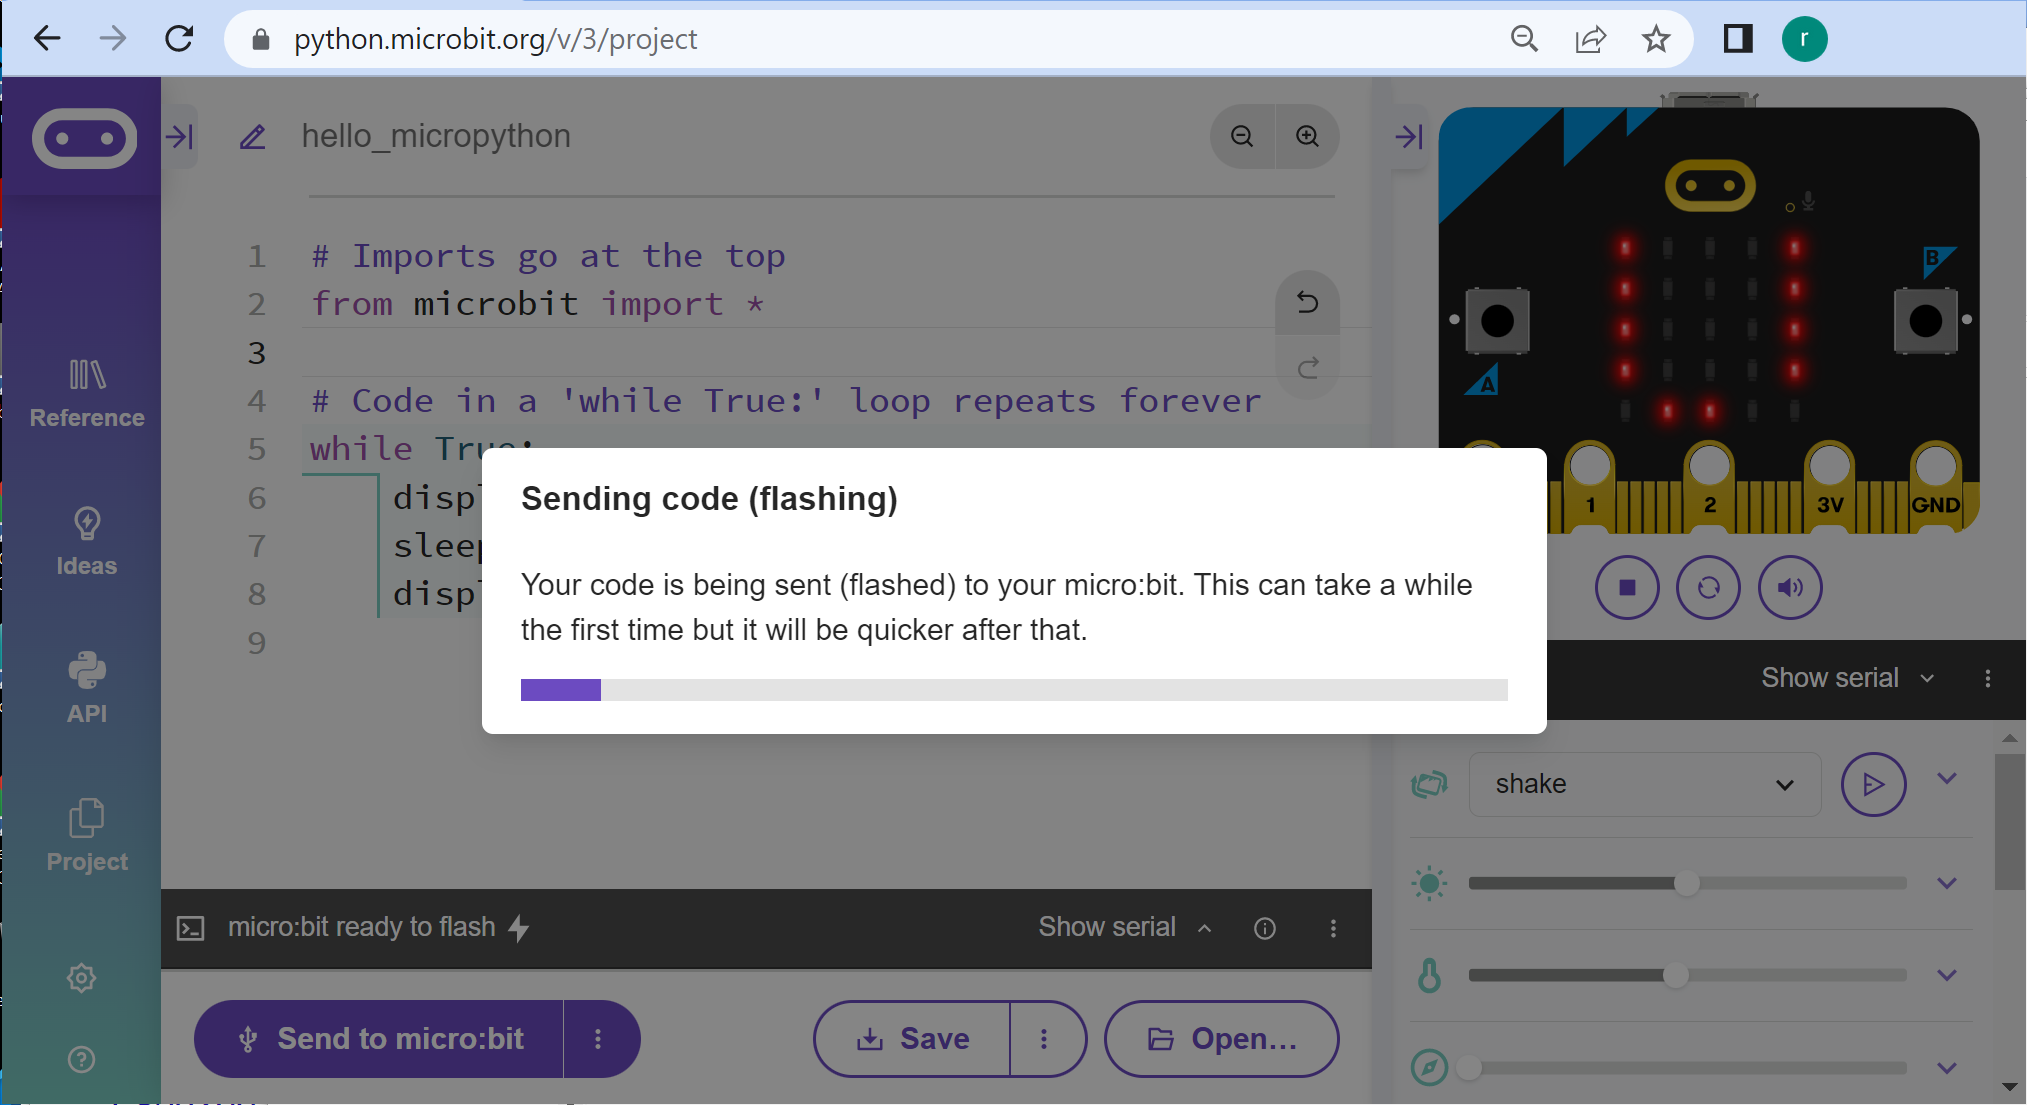 python.microbit.org/v/3/project
r
hello_micropython
1 # Imports go at the top
2 from microbit import *
3
4 # Code in a 'while True:' loop repeats forever
5 while True:
6 disp
7 sleep
8 disp
9
Reference
Ideas
API
Project
Sending code (flashing)
Your code is being sent (flashed) to your micro:bit. This can take a while
the first time but it will be quicker after that.
micro:bit ready to flash
Show serial
Send to micro:bit
Save
Open...
B
A
1 2 3V GND
Show serial
shake